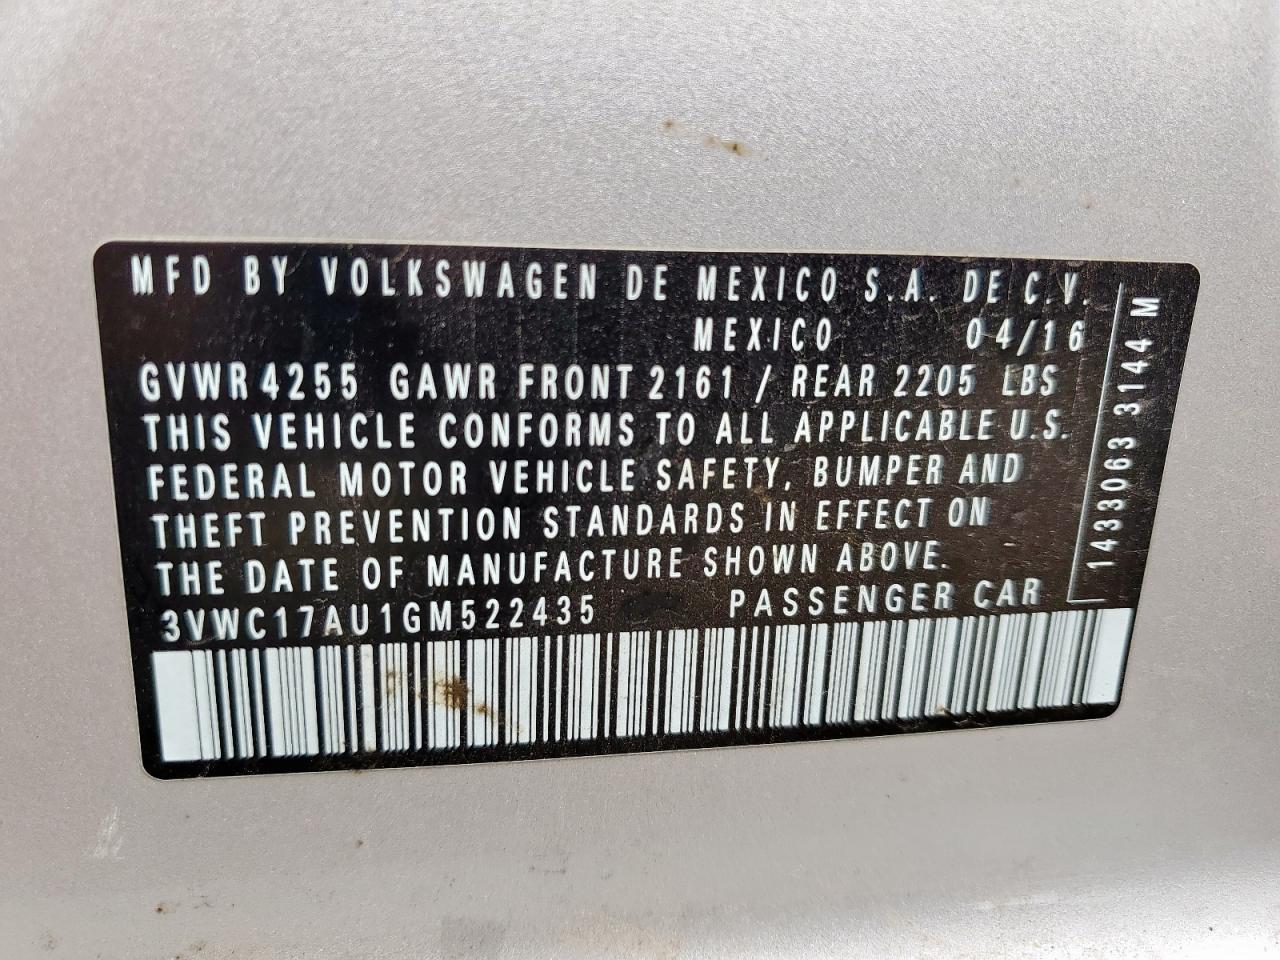 MFD BY VOLKSWAGEN DE MEXICO S.A. DE C.V.
MEXICO 04/16
GVWR 4255 GAWR FRONT 2161 / REAR 2205 LBS
THIS VEHICLE CONFORMS TO ALL APPLICABLE U.S.
FEDERAL MOTOR VEHICLE SAFETY, BUMPER AND
THEFT PREVENTION STANDARDS IN EFFECT ON
THE DATE OF MANUFACTURE SHOWN ABOVE.
3VWC17AU1GM522435 PASSENGER CAR
1433063 3144 M